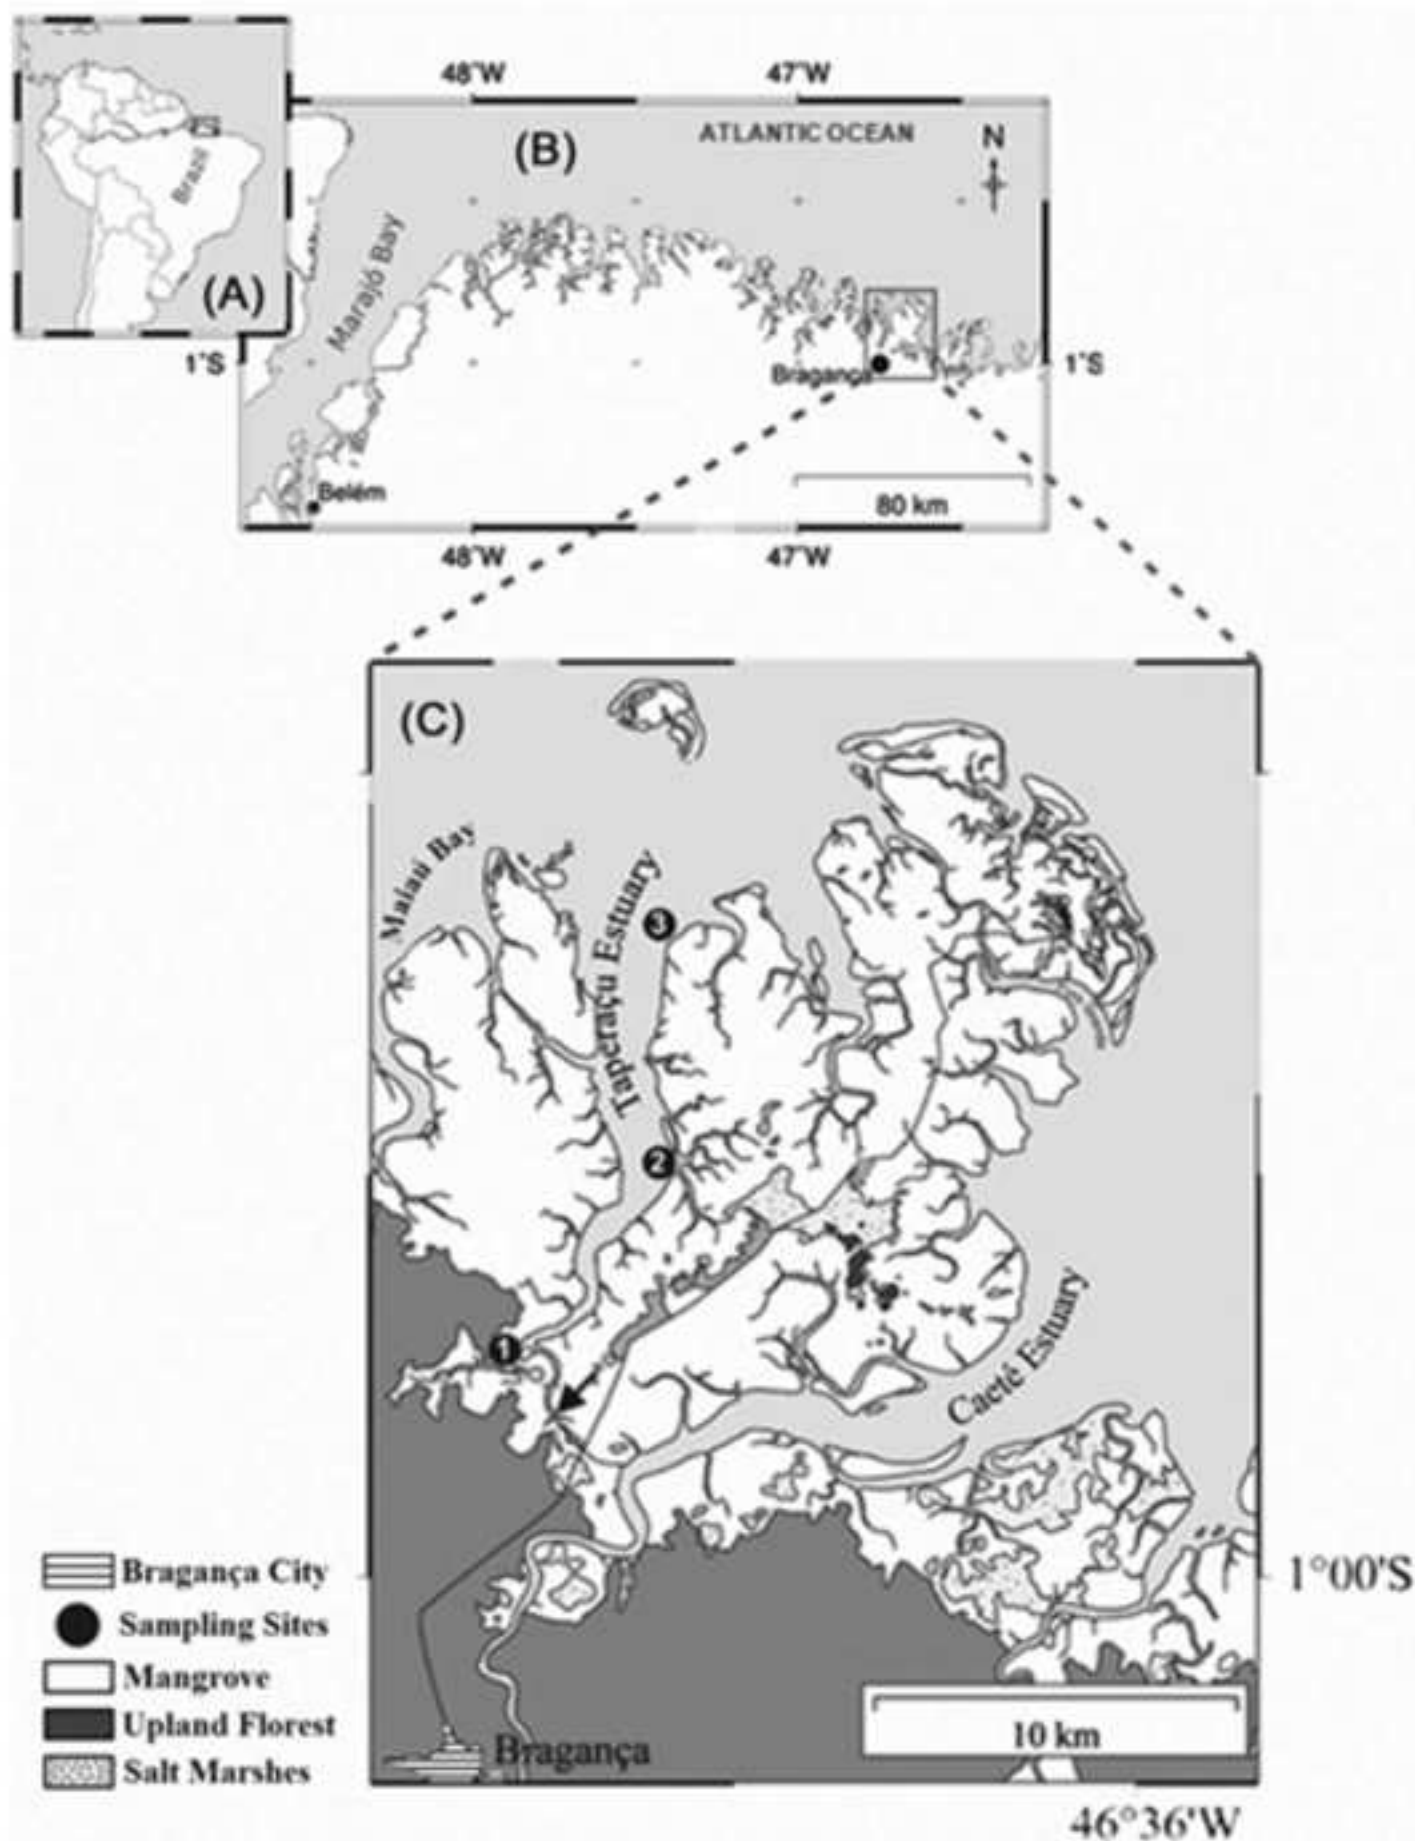 48°W
47°W
(B)
ATLANTIC OCEAN
N
Brazil
(A)
Marajó Bay
1°S
1°S
Bragança
Belém
80 km
48°W
47°W
(C)
Maiaú Bay
Taperaçu Estuary
3
2
1
Caeté Estuary
Bragança City
Sampling Sites
Mangrove
Upland Florest
Salt Marshes
Bragança
10 km
1°00'S
46°36'W